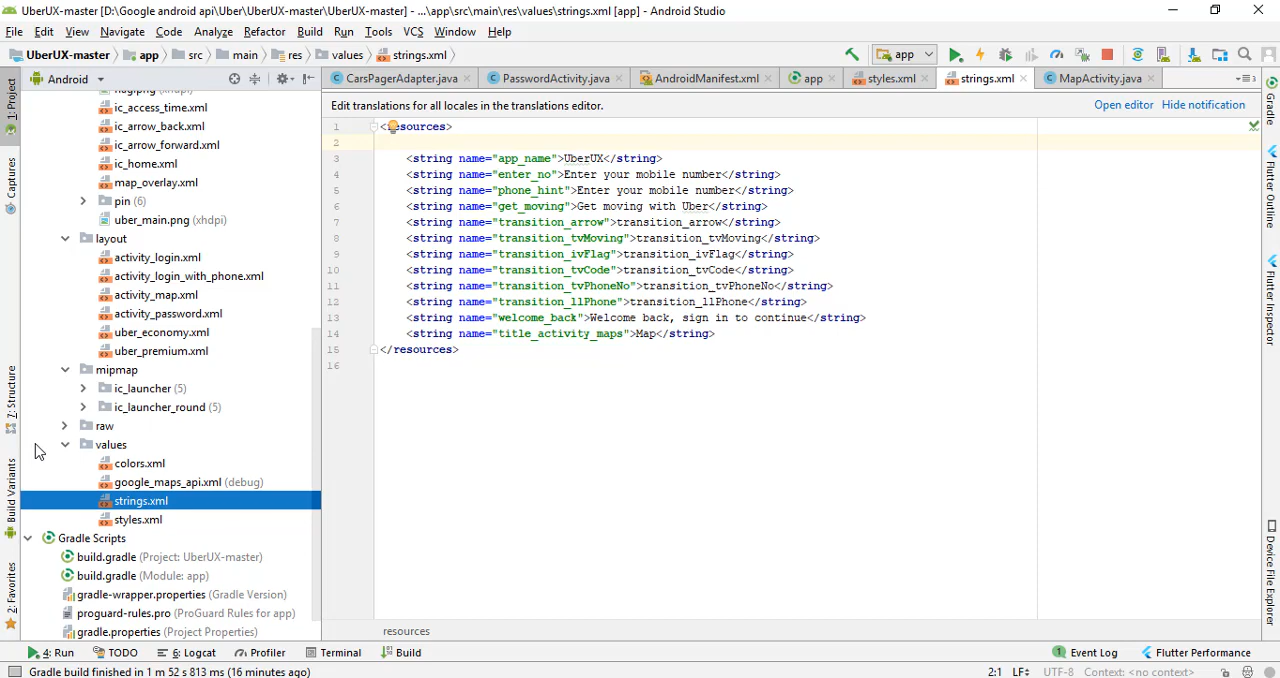 UberUX-master [D:\Google android api\Uber\UberUX-master\UberUX-master] - ...\app\src\main\res\values\strings.xml [app] - Android Studio
File Edit View Navigate Code Analyze Refactor Build Run Tools VCS Window Help
UberUX-master app src main res values strings.xml app
Android
CarsPagerAdapter.java PasswordActivity.java AndroidManifest.xml app styles.xml strings.xml MapActivity.java
Edit translations for all locales in the translations editor. Open editor Hide notification
1: Project
Captures
7: Structure
Build Variants
2: Favorites
(xhdpi)
ic_access_time.xml
ic_arrow_back.xml
ic_arrow_forward.xml
ic_home.xml
map_overlay.xml
pin (6)
uber_main.png (xhdpi)
layout
activity_login.xml
activity_login_with_phone.xml
activity_map.xml
activity_password.xml
uber_economy.xml
uber_premium.xml
mipmap
ic_launcher (5)
ic_launcher_round (5)
raw
values
colors.xml
google_maps_api.xml (debug)
strings.xml
styles.xml
Gradle Scripts
build.gradle (Project: UberUX-master)
build.gradle (Module: app)
gradle-wrapper.properties (Gradle Version)
proguard-rules.pro (ProGuard Rules for app)
gradle.properties (Project Properties)
1 <resources>
2
3 <string name="app_name">UberUX</string>
4 <string name="enter_no">Enter your mobile number</string>
5 <string name="phone_hint">Enter your mobile number</string>
6 <string name="get_moving">Get moving with Uber</string>
7 <string name="transition_arrow">transition_arrow</string>
8 <string name="transition_tvMoving">transition_tvMoving</string>
9 <string name="transition_ivFlag">transition_ivFlag</string>
10 <string name="transition_tvCode">transition_tvCode</string>
11 <string name="transition_tvPhoneNo">transition_tvPhoneNo</string>
12 <string name="transition_llPhone">transition_llPhone</string>
13 <string name="welcome_back">Welcome back, sign in to continue</string>
14 <string name="title_activity_maps">Map</string>
15 </resources>
16
resources
Gradle
Flutter Outline
Flutter Inspector
Device File Explorer
4: Run TODO 6: Logcat Profiler Terminal Build 1 Event Log Flutter Performance
Gradle build finished in 1 m 52 s 813 ms (16 minutes ago) 2:1 LF UTF-8 Context: <no context>